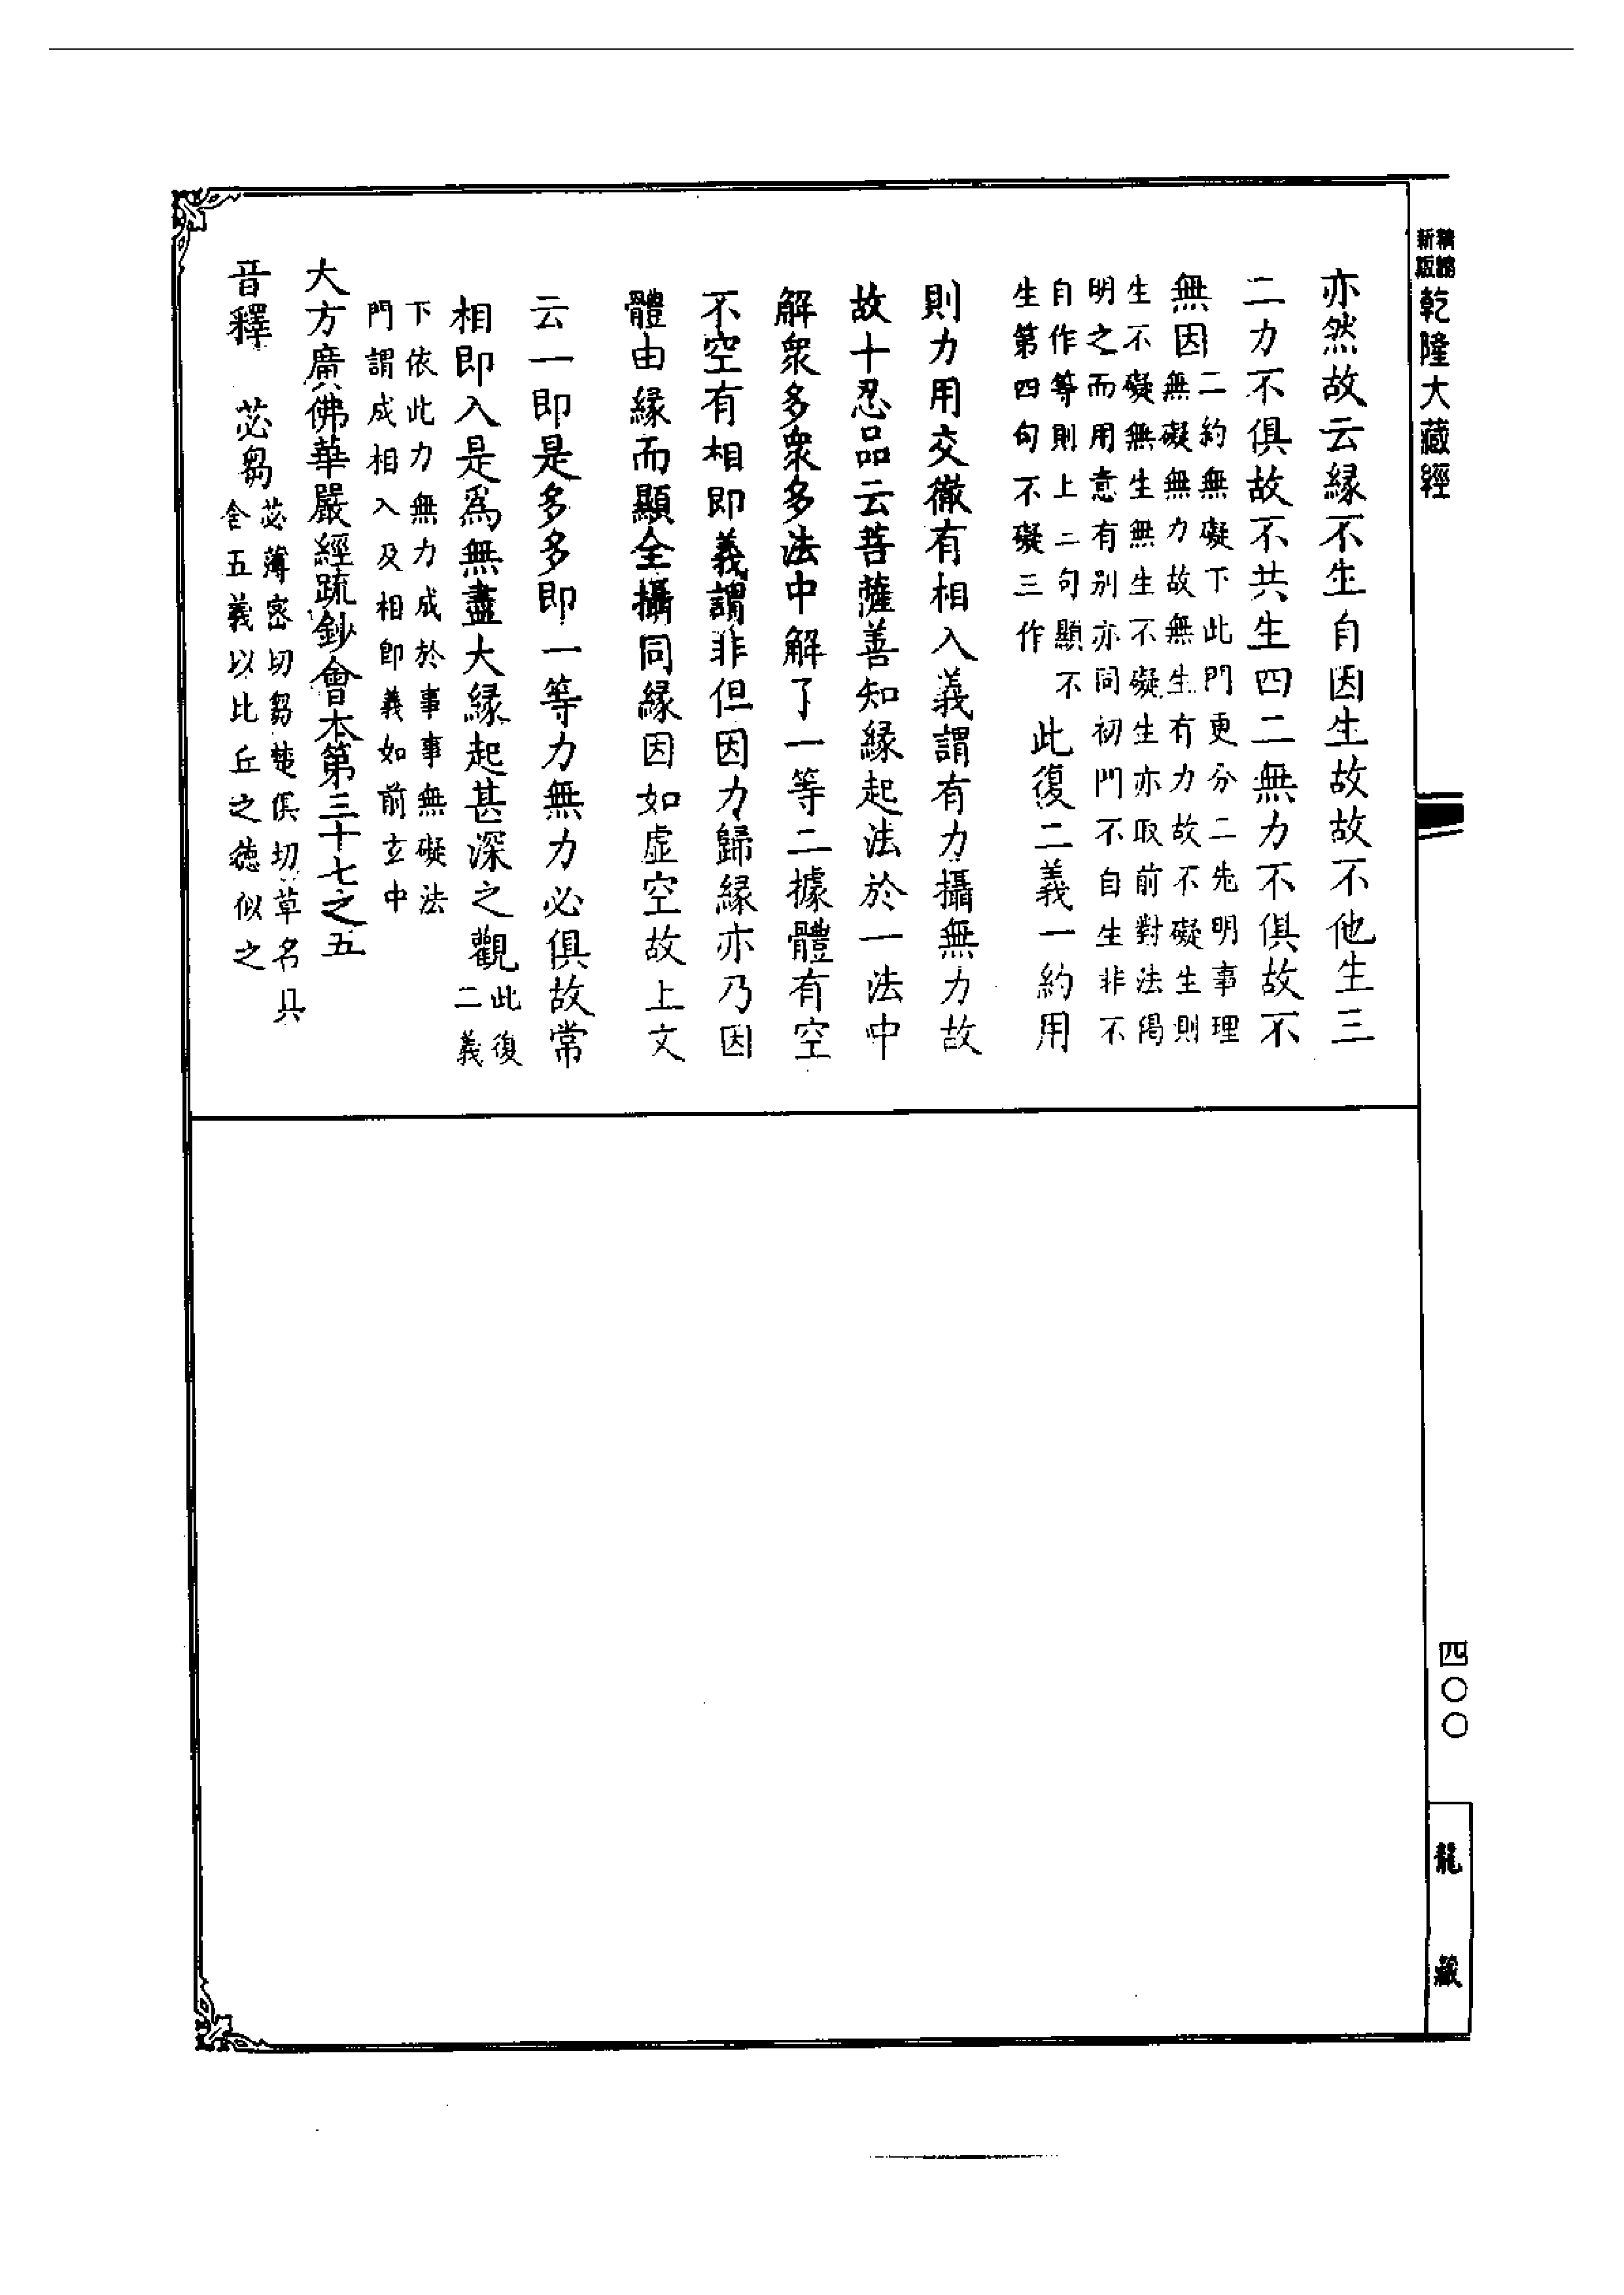 精縮
新版
乾隆大藏經
亦然故云緣不生自因生故故不他生三
二力不俱故不共生四二無力不俱故不
無因
二約無礙下此門更分二先明事理
無礙無力故無生有力故不礙生則
生不礙無生無生不礙生亦取前對法偈
明之而用意有別亦同初門不自生非不
自作等則上二句顯不
生第四句不礙三作
此復二義一約用
則力用交徹有相入義謂有力攝無力故
故十忍品云菩薩善知緣起法於一法中
解衆多衆多法中解了一等二據體有空
不空有相即義謂非但因力歸緣亦乃因
體由緣而顯全攝同緣因如虛空故上文
云一即是多多即一等力無力必俱故常
相即入是爲無盡大緣起甚深之觀
此復
二義
下依此力無力成於事事無礙法
門謂成相入及相即義如前玄中
大方廣佛華嚴經疏鈔會本第三十七之五
音釋
苾芻
苾薄密切芻楚俱切草名具
含五義以比丘之德似之
四〇〇
龍藏